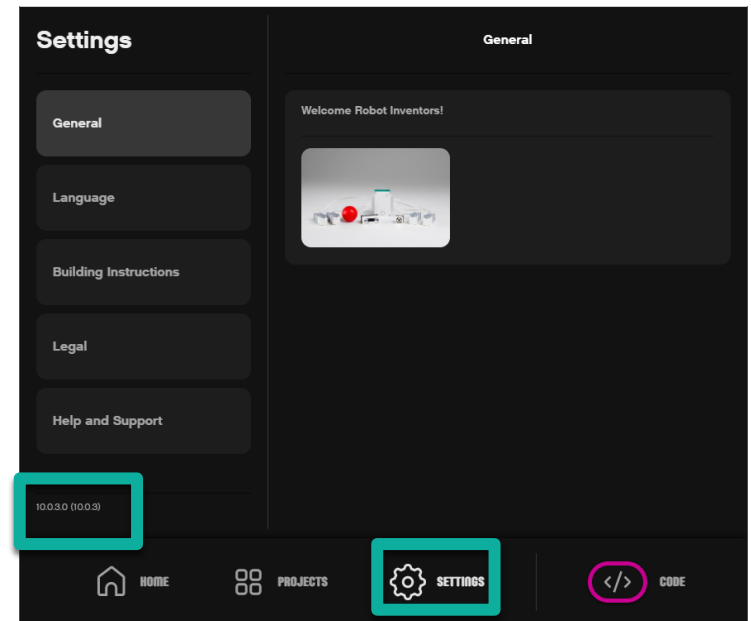 Settings
General
Language
Building Instructions
Legal
Help and Support
10.0.3.0 (10.0.3)
General
Welcome Robot Inventors!
HOME
PROJECTS
SETTINGS
</>
CODE